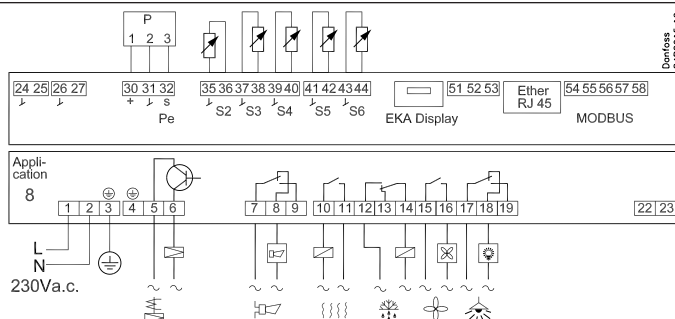 P
1 2 3
Danfoss
24 25 26 27 30 31 32 35 36 37 38 39 40 41 42 43 44 51 52 53 Ether RJ 45 54 55 56 57 58
+ s S2 S3 S4 S5 S6
Pe EKA Display MODBUS
Appli-
cation
8
1 2 3 4 5 6 7 8 9 10 11 12 13 14 15 16 17 18 19 22 23
L
N
230Va.c.